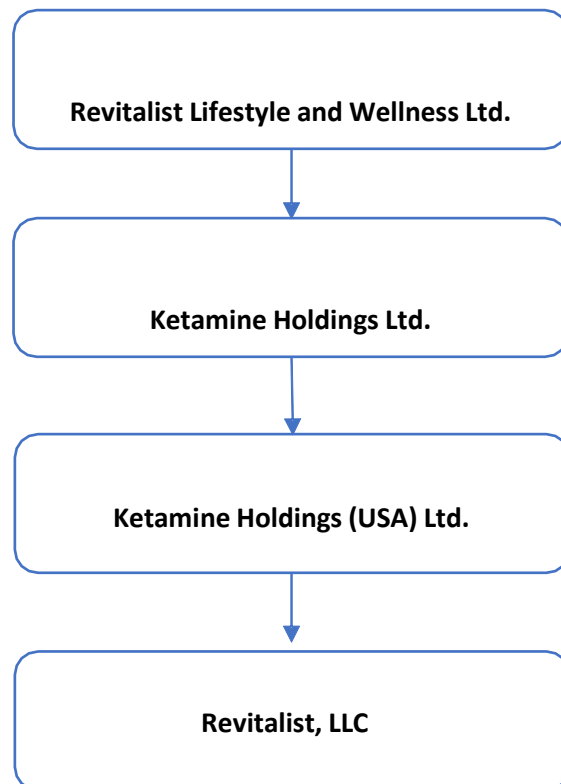 Revitalist Lifestyle and Wellness Ltd.
Ketamine Holdings Ltd.
Ketamine Holdings (USA) Ltd.
Revitalist, LLC